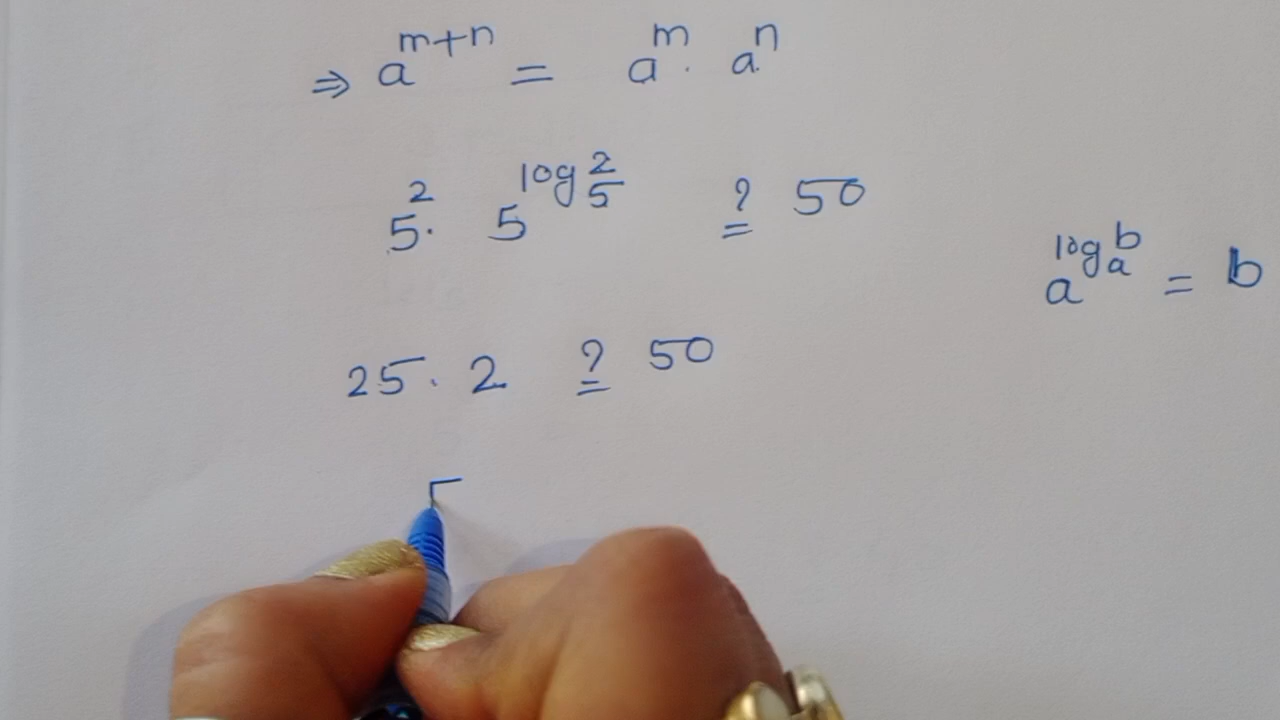 ⇒ a^{m+n} = a^m · a^n
5^2 · 5^{log_5^2} ≟ 50
a^{log_a^b} = b
25 · 2 ≟ 50